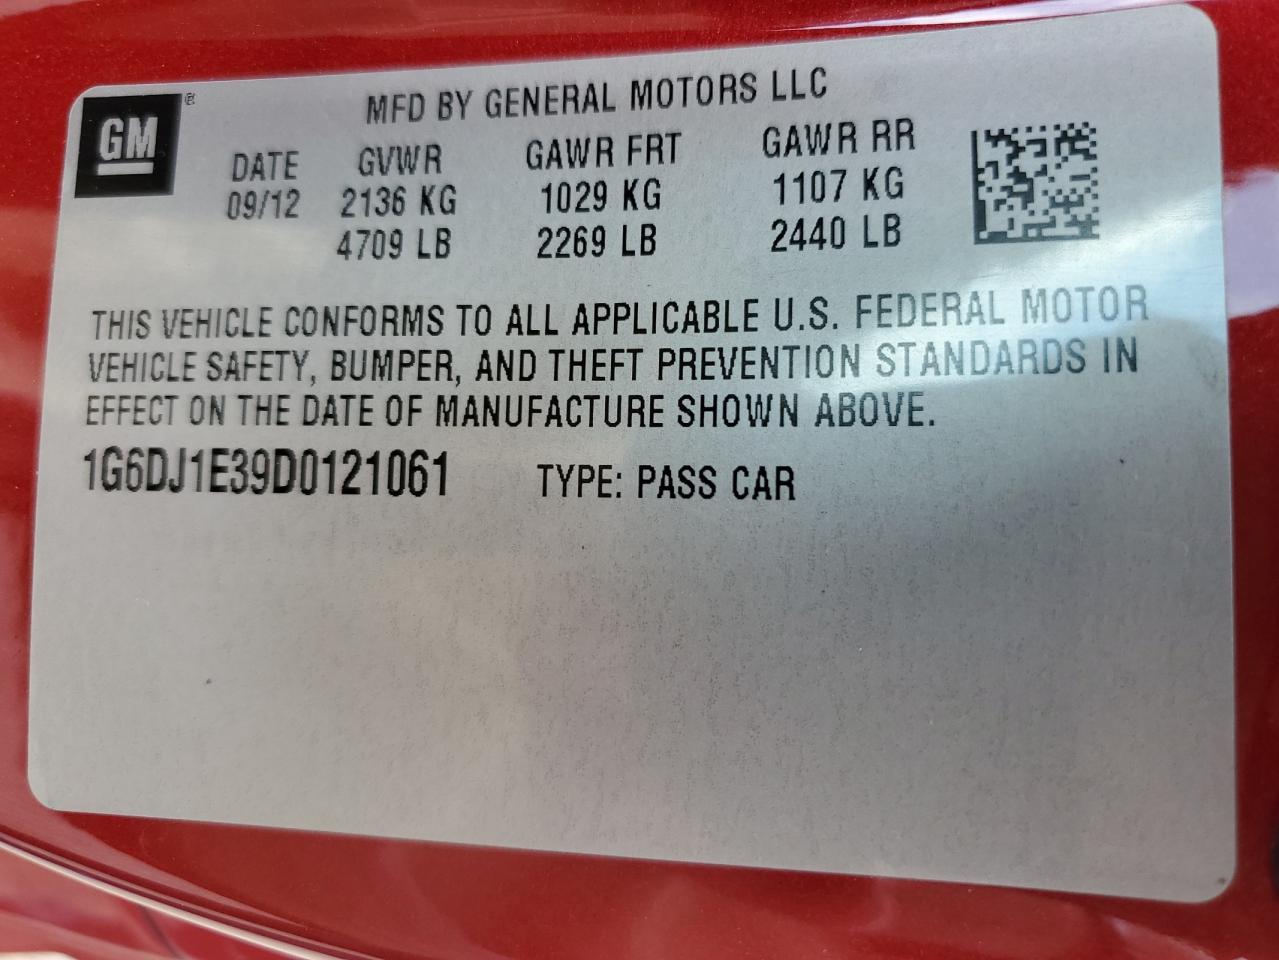 GM ®
MFD BY GENERAL MOTORS LLC
DATE GVWR GAWR FRT GAWR RR
09/12 2136 KG 1029 KG 1107 KG
4709 LB 2269 LB 2440 LB
THIS VEHICLE CONFORMS TO ALL APPLICABLE U.S. FEDERAL MOTOR
VEHICLE SAFETY, BUMPER, AND THEFT PREVENTION STANDARDS IN
EFFECT ON THE DATE OF MANUFACTURE SHOWN ABOVE.
1G6DJ1E39D0121061 TYPE: PASS CAR